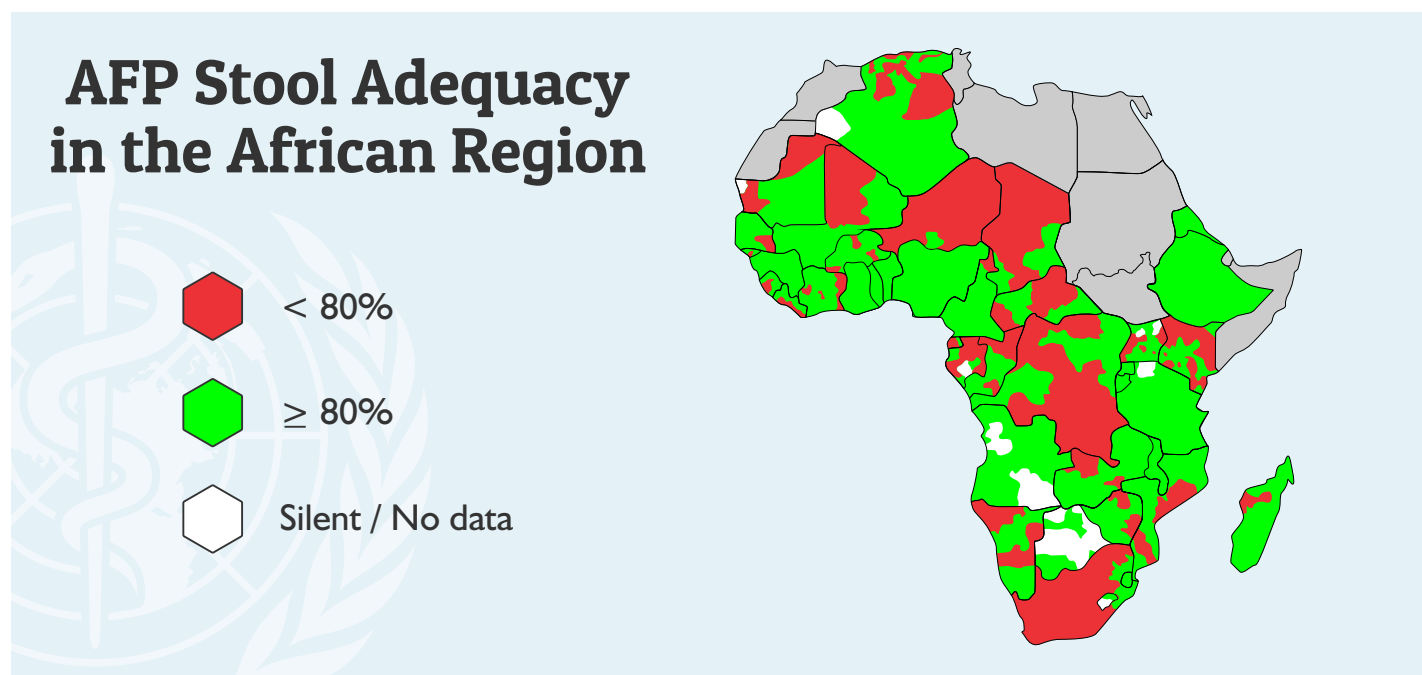 AFP Stool Adequacy
in the African Region
< 80%
≥ 80%
Silent / No data